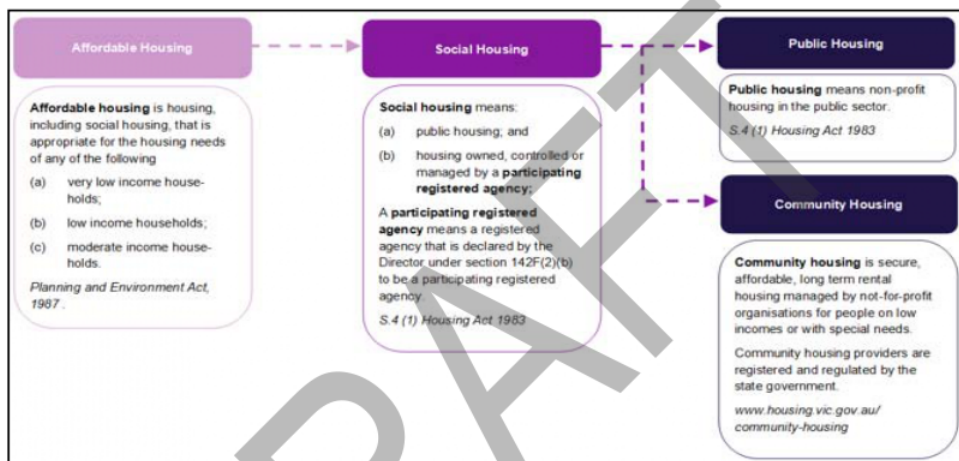 Affordable Housing
Affordable housing is housing,
including social housing, that is
appropriate for the housing needs
of any of the following
(a) very low income house-
holds;
(b) low income households;
(c) moderate income house-
holds.
Planning and Environment Act,
1987 .
Social Housing
Social housing means:
(a) public housing; and
(b) housing owned, controlled or
managed by a participating
registered agency;
A participating registered
agency means a registered
agency that is declared by the
Director under section 142F(2)(b)
to be a participating registered
agency.
S.4 (1) Housing Act 1983
Public Housing
Public housing means non-profit
housing in the public sector.
S.4 (1) Housing Act 1983
Community Housing
Community housing is secure,
affordable, long term rental
housing managed by not-for-profit
organisations for people on low
incomes or with special needs.
Community housing providers are
registered and regulated by the
state government.
www.housing.vic.gov.au/
community-housing
DRAFT